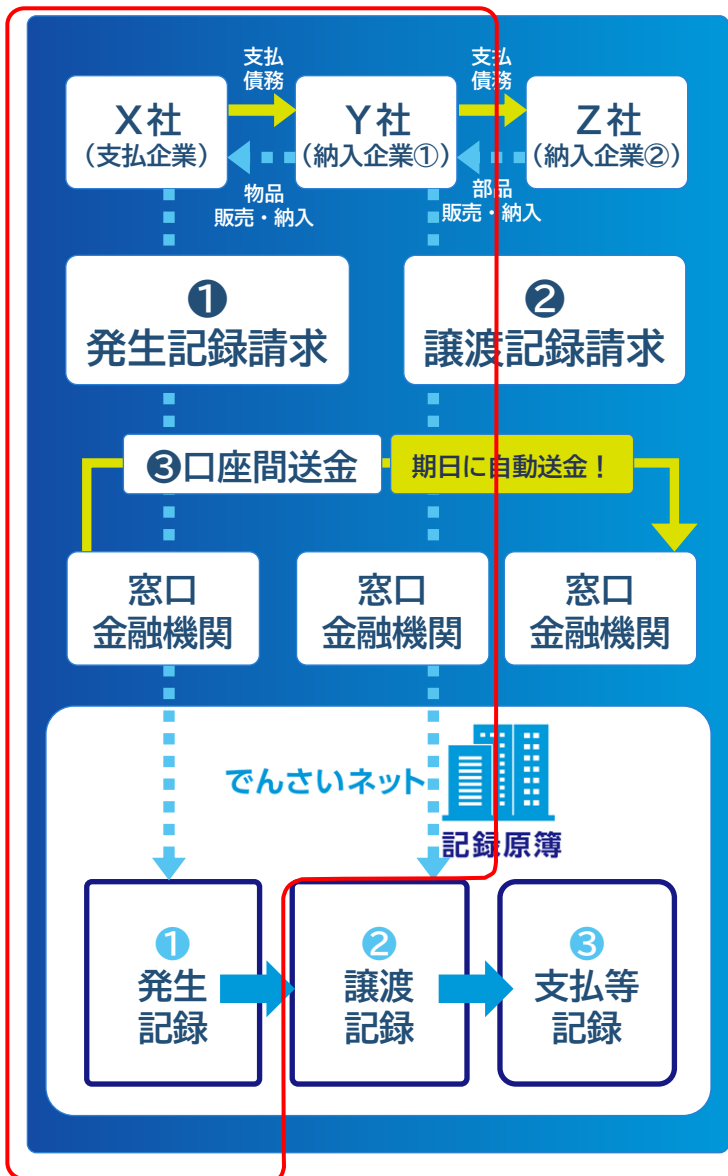 支払
債務
支払
債務
X社
(支払企業)
Y社
(納入企業①)
Z社
(納入企業②)
物品
販売・納入
部品
販売・納入
❶
発生記録請求
❷
譲渡記録請求
❸口座間送金
期日に自動送金！
窓口
金融機関
窓口
金融機関
窓口
金融機関
でんさいネット
記録原簿
❶
発生
記録
❷
譲渡
記録
❸
支払等
記録